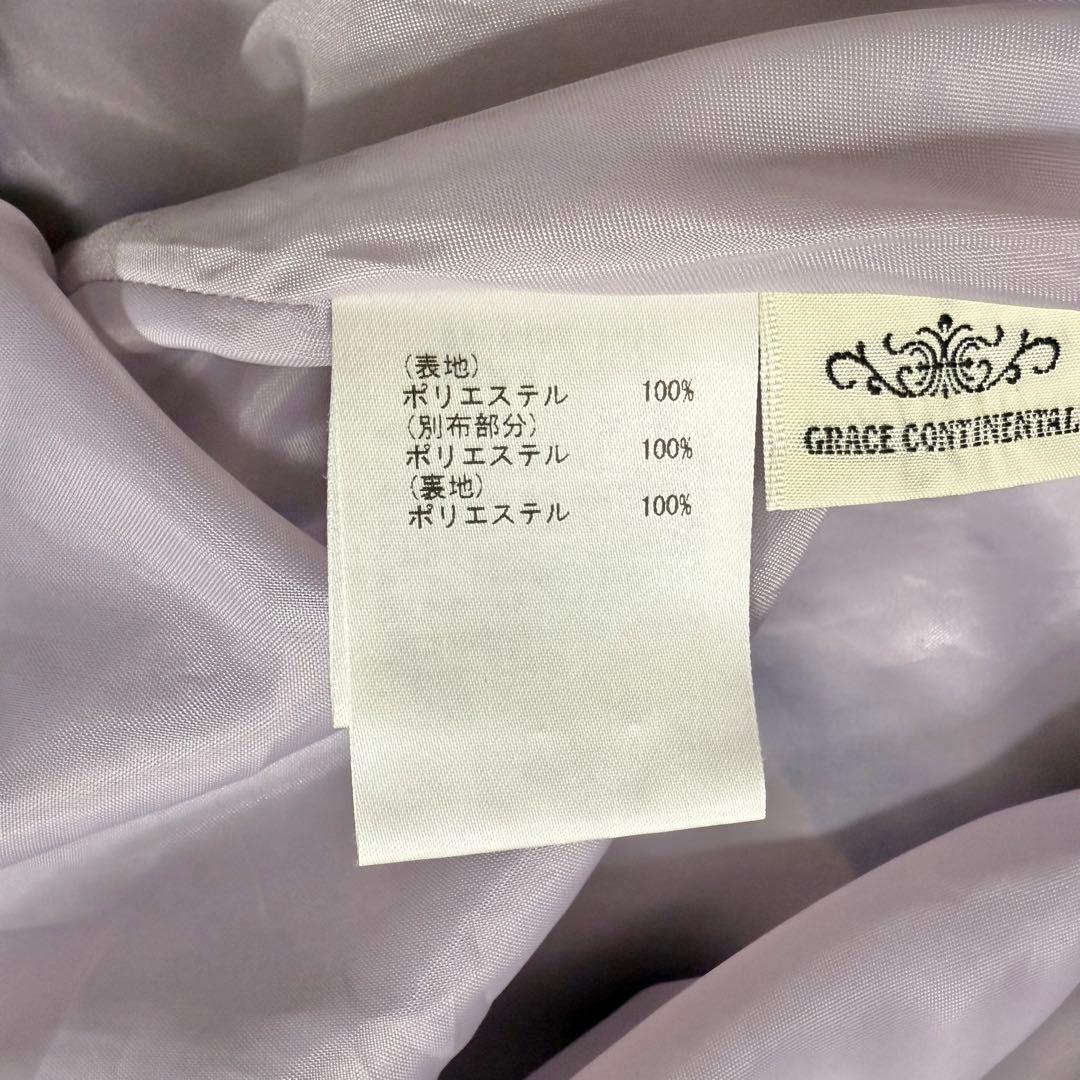 (表地)
ポリエステル 100%
(別布部分)
ポリエステル 100%
(裏地)
ポリエステル 100%
GRACE CONTINENTAL